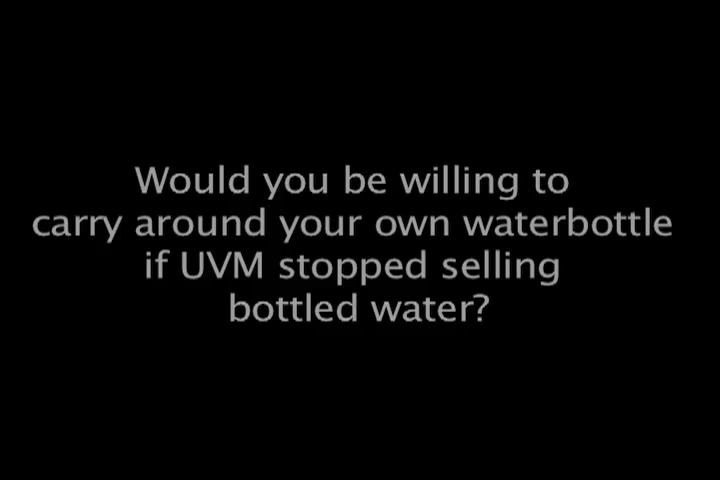 Would you be willing to
carry around your own waterbottle
if UVM stopped selling
bottled water?